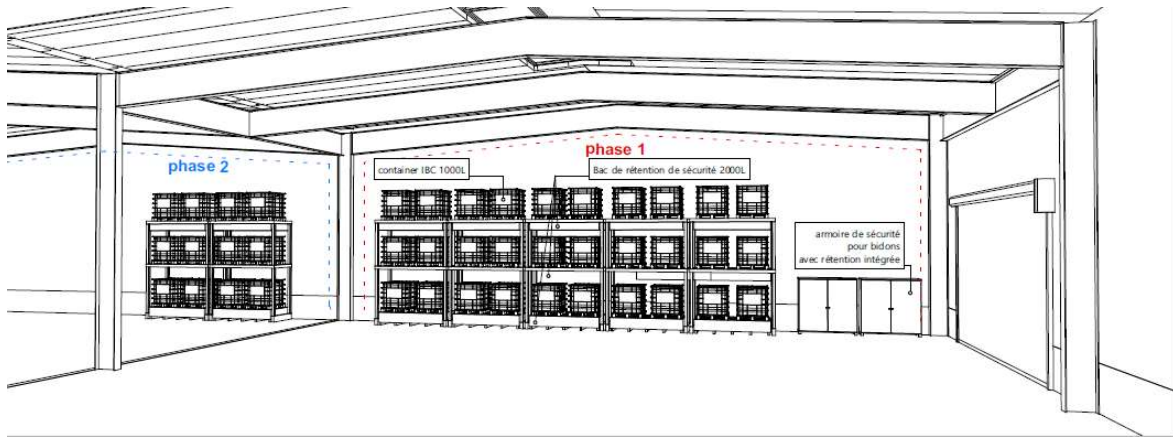 phase 1
phase 2
container IBC 1000L
Bac de rétention de sécurité 2000L
armoire de sécurité
pour bidons
avec rétention intégrée